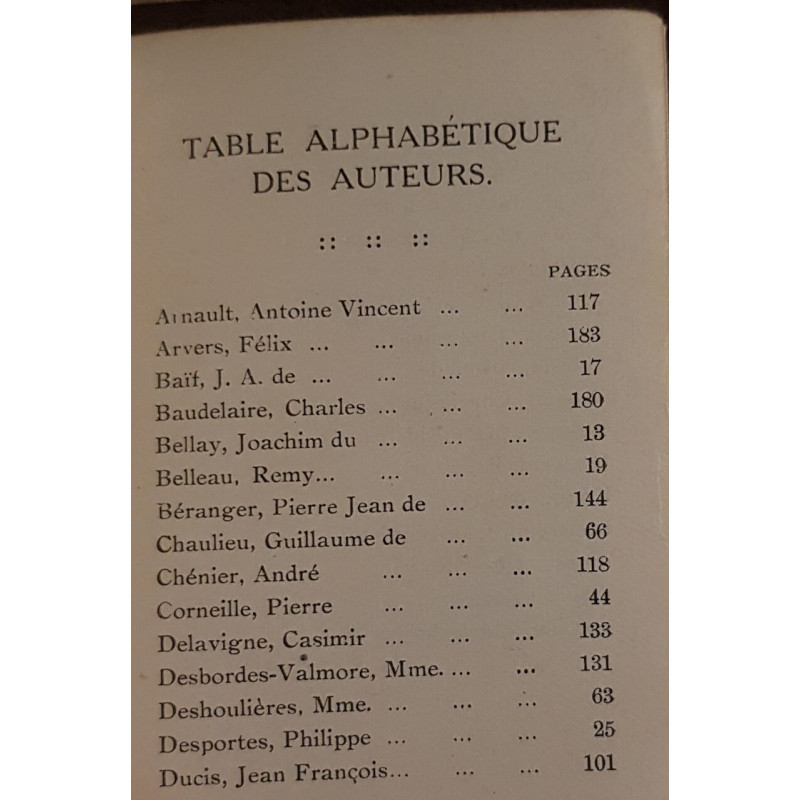 TABLE ALPHABÉTIQUE
DES AUTEURS.
:: :: ::
PAGES
Arnault, Antoine Vincent ... ... 117
Arvers, Félix ... ... ... ... 183
Baïf, J. A. de ... ... ... ... 17
Baudelaire, Charles ... ... ... 180
Bellay, Joachim du ... ... ... 13
Belleau, Remy... ... ... ... 19
Béranger, Pierre Jean de ... ... 144
Chaulieu, Guillaume de ... ... 66
Chénier, André ... ... ... 118
Corneille, Pierre ... ... ... 44
Delavigne, Casimir ... ... ... 133
Desbordes-Valmore, Mme. ... ... 131
Deshoulières, Mme. ... ... ... 63
Desportes, Philippe ... ... ... 25
Ducis, Jean François... ... ... 101